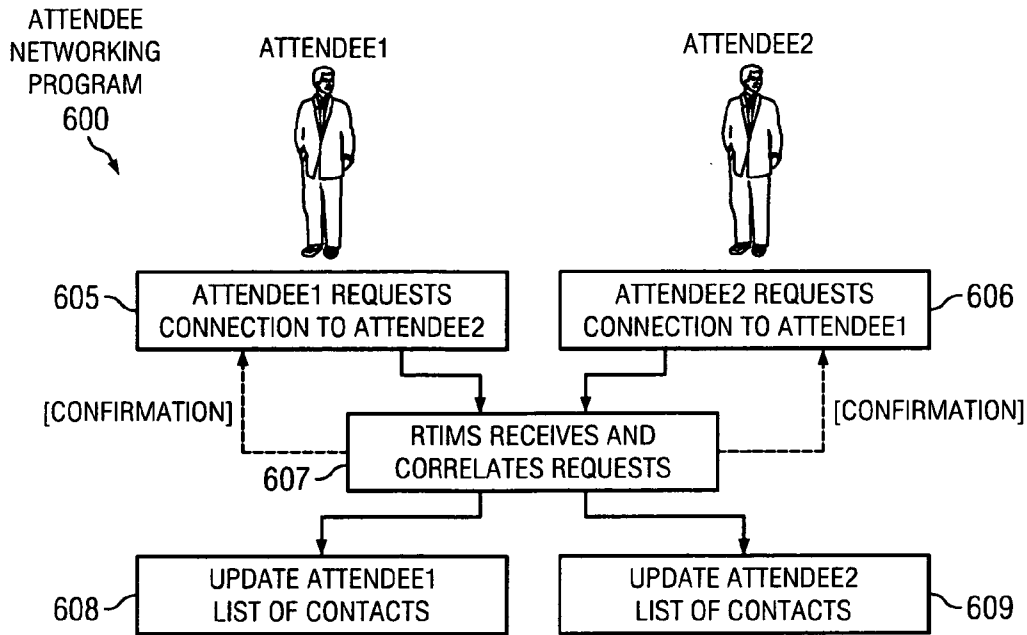 ATTENDEE
NETWORKING
PROGRAM
600
ATTENDEE1
ATTENDEE2
605
ATTENDEE1 REQUESTS
CONNECTION TO ATTENDEE2
ATTENDEE2 REQUESTS
CONNECTION TO ATTENDEE1
606
[CONFIRMATION]
[CONFIRMATION]
RTIMS RECEIVES AND
CORRELATES REQUESTS
607
608
UPDATE ATTENDEE1
LIST OF CONTACTS
UPDATE ATTENDEE2
LIST OF CONTACTS
609